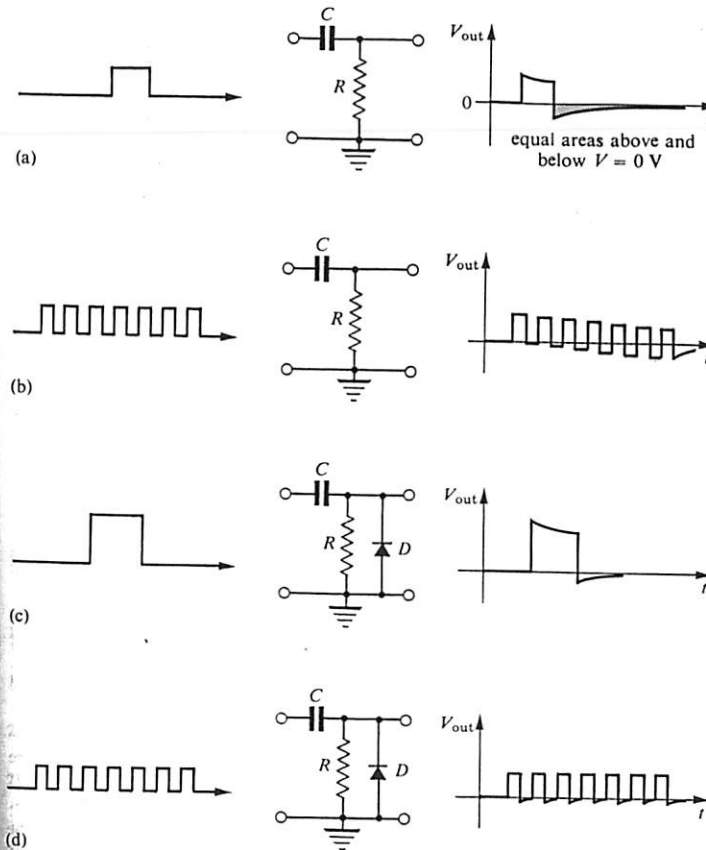 C
V_out
R
0
equal areas above and
below V = 0 V
(a)
C
V_out
R
(b)
C
V_out
R
D
t
(c)
C
V_out
R
D
t
(d)